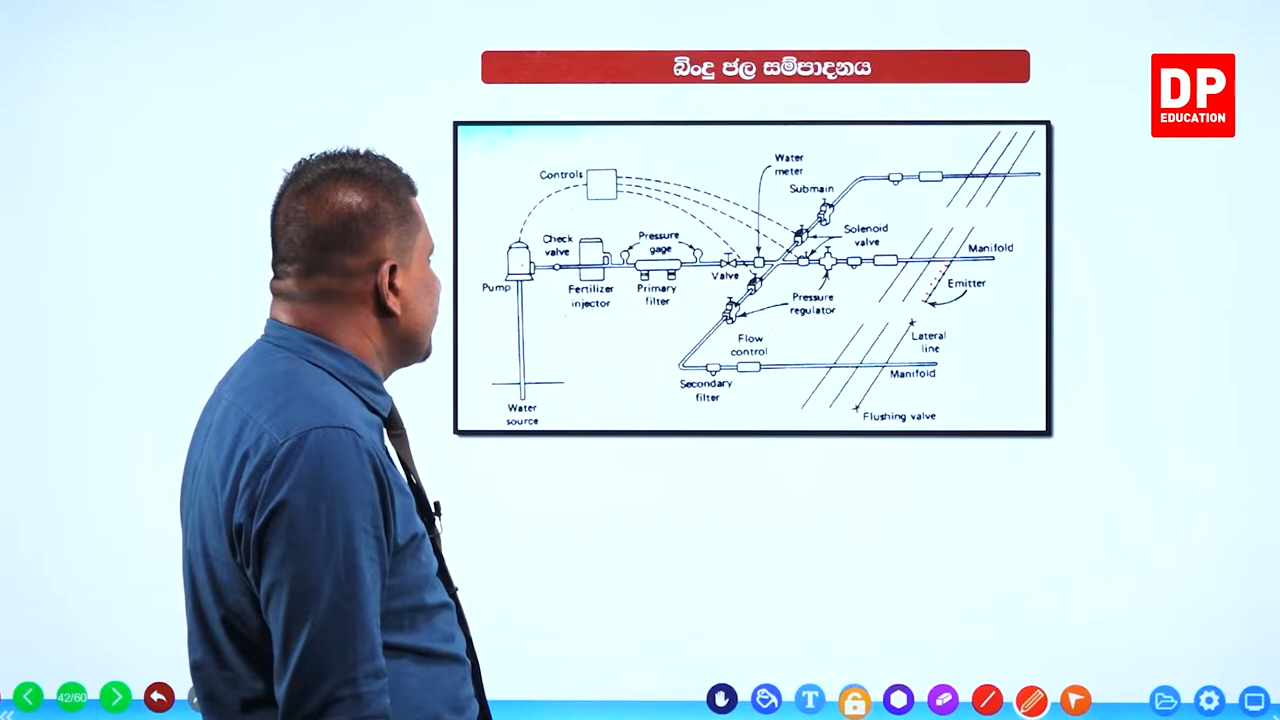 බිංදු ජල සම්පාදනය
DP
EDUCATION
Water
meter
Controls
Submain
Check
valve
Pressure
gage
Solenoid
valve
Manifold
Pump
Fertilizer
injector
Primary
filter
Valve
Emitter
Pressure
regulator
Flow
control
Lateral
line
Manifold
Secondary
filter
Water
source
Flushing valve
42/60
T